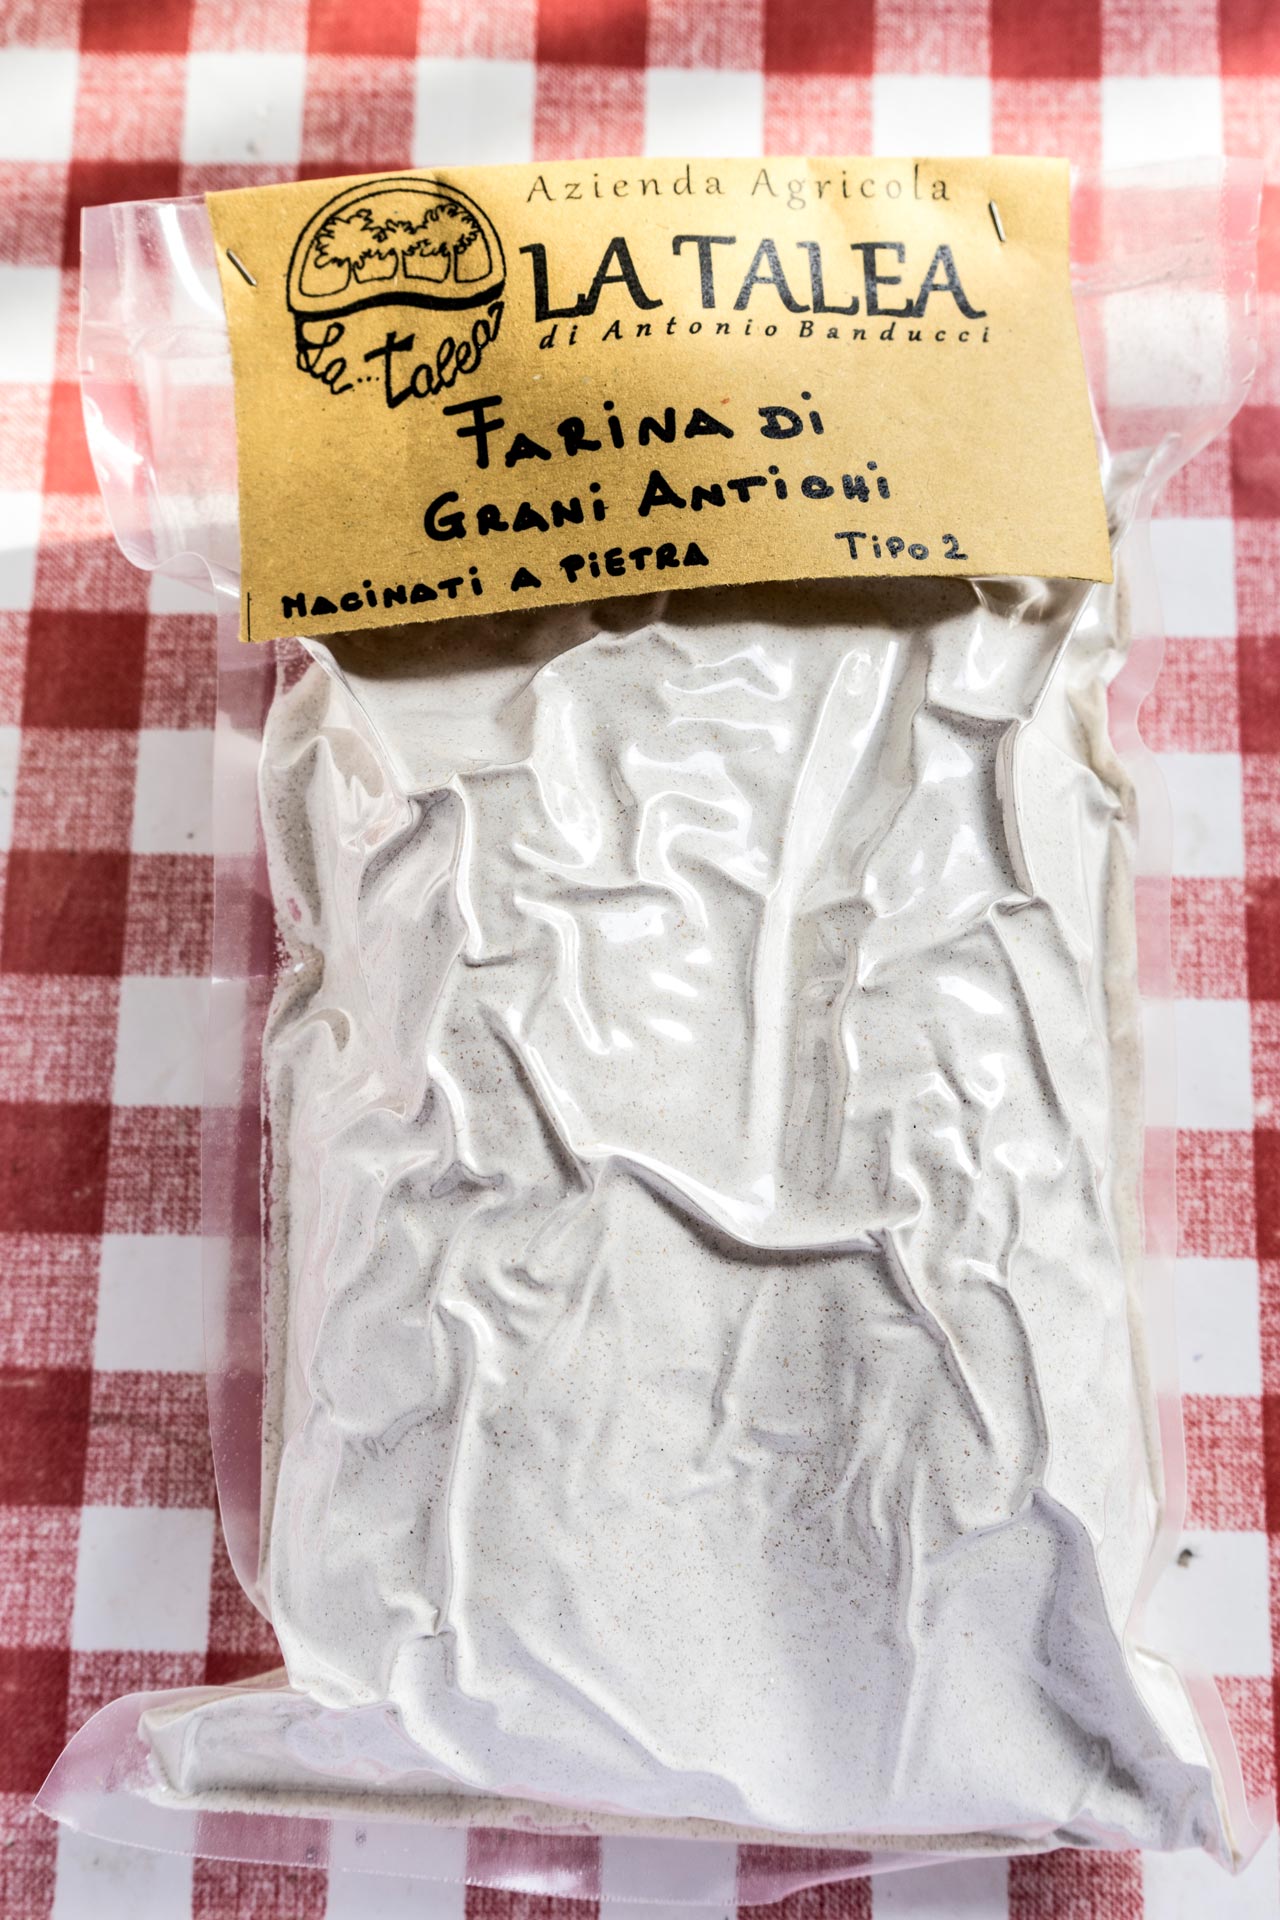 Azienda Agricola
LA TALEA
di Antonio Banducci
La... Talea
FARINA DI
GRANI ANTICHI
MACINATI A PIETRA
TIPO 2